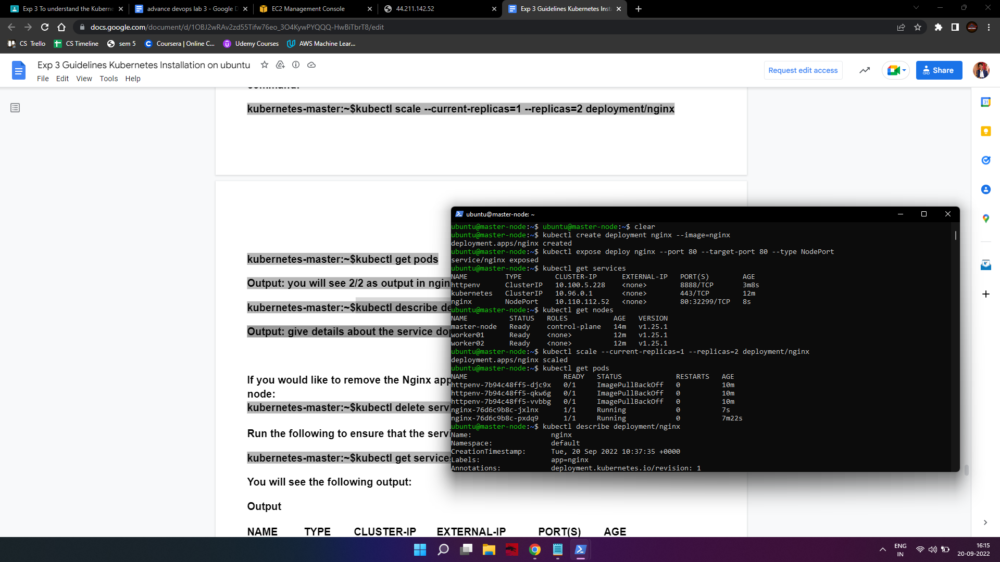 Exp 3 To understand the Kuberne
advance devops lab 3 - Google D
EC2 Management Console
44.211.142.52
Exp 3 Guidelines Kubernetes Inst
docs.google.com/document/d/1OBJ2wRAv2zd55Tifw76eo_3O4KywPYQQQ-HwBiTbrT8/edit
CS Trello
CS Timeline
sem 5
Coursera | Online C...
Udemy Courses
AWS Machine Lear...
Exp 3 Guidelines Kubernetes Installation on ubuntu
File Edit View Tools Help
Request edit access
Share
kubernetes-master:~$kubectl scale --current-replicas=1 --replicas=2 deployment/nginx
kubernetes-master:~$kubectl get pods
Output: you will see 2/2 as output in ngin
kubernetes-master:~$kubectl describe de
Output: give details about the service do
If you would like to remove the Nginx app
node:
kubernetes-master:~$kubectl delete servi
Run the following to ensure that the servi
kubernetes-master:~$kubectl get services
You will see the following output:
Output
NAME TYPE CLUSTER-IP EXTERNAL-IP PORT(S) AGE
ubuntu@master-node: ~
ubuntu@master-node:~$ ubuntu@master-node:~$ clear
ubuntu@master-node:~$ kubectl create deployment nginx --image=nginx
deployment.apps/nginx created
ubuntu@master-node:~$ kubectl expose deploy nginx --port 80 --target-port 80 --type NodePort
service/nginx exposed
ubuntu@master-node:~$ kubectl get services
NAME TYPE CLUSTER-IP EXTERNAL-IP PORT(S) AGE
httpenv ClusterIP 10.100.5.228 <none> 8888/TCP 3m8s
kubernetes ClusterIP 10.96.0.1 <none> 443/TCP 12m
nginx NodePort 10.110.112.52 <none> 80:32299/TCP 8s
ubuntu@master-node:~$ kubectl get nodes
NAME STATUS ROLES AGE VERSION
master-node Ready control-plane 14m v1.25.1
worker01 Ready <none> 12m v1.25.1
worker02 Ready <none> 12m v1.25.1
ubuntu@master-node:~$ kubectl scale --current-replicas=1 --replicas=2 deployment/nginx
deployment.apps/nginx scaled
ubuntu@master-node:~$ kubectl get pods
NAME READY STATUS RESTARTS AGE
httpenv-7b94c48ff5-djc9x 0/1 ImagePullBackOff 0 10m
httpenv-7b94c48ff5-qkw6g 0/1 ImagePullBackOff 0 10m
httpenv-7b94c48ff5-vvbbg 0/1 ImagePullBackOff 0 10m
nginx-76d6c9b8c-jxlnx 1/1 Running 0 7s
nginx-76d6c9b8c-pxdq9 1/1 Running 0 7m22s
ubuntu@master-node:~$ kubectl describe deployment/nginx
Name: nginx
Namespace: default
CreationTimestamp: Tue, 20 Sep 2022 10:37:35 +0000
Labels: app=nginx
Annotations: deployment.kubernetes.io/revision: 1
31
ENG
IN
16:15
20-09-2022